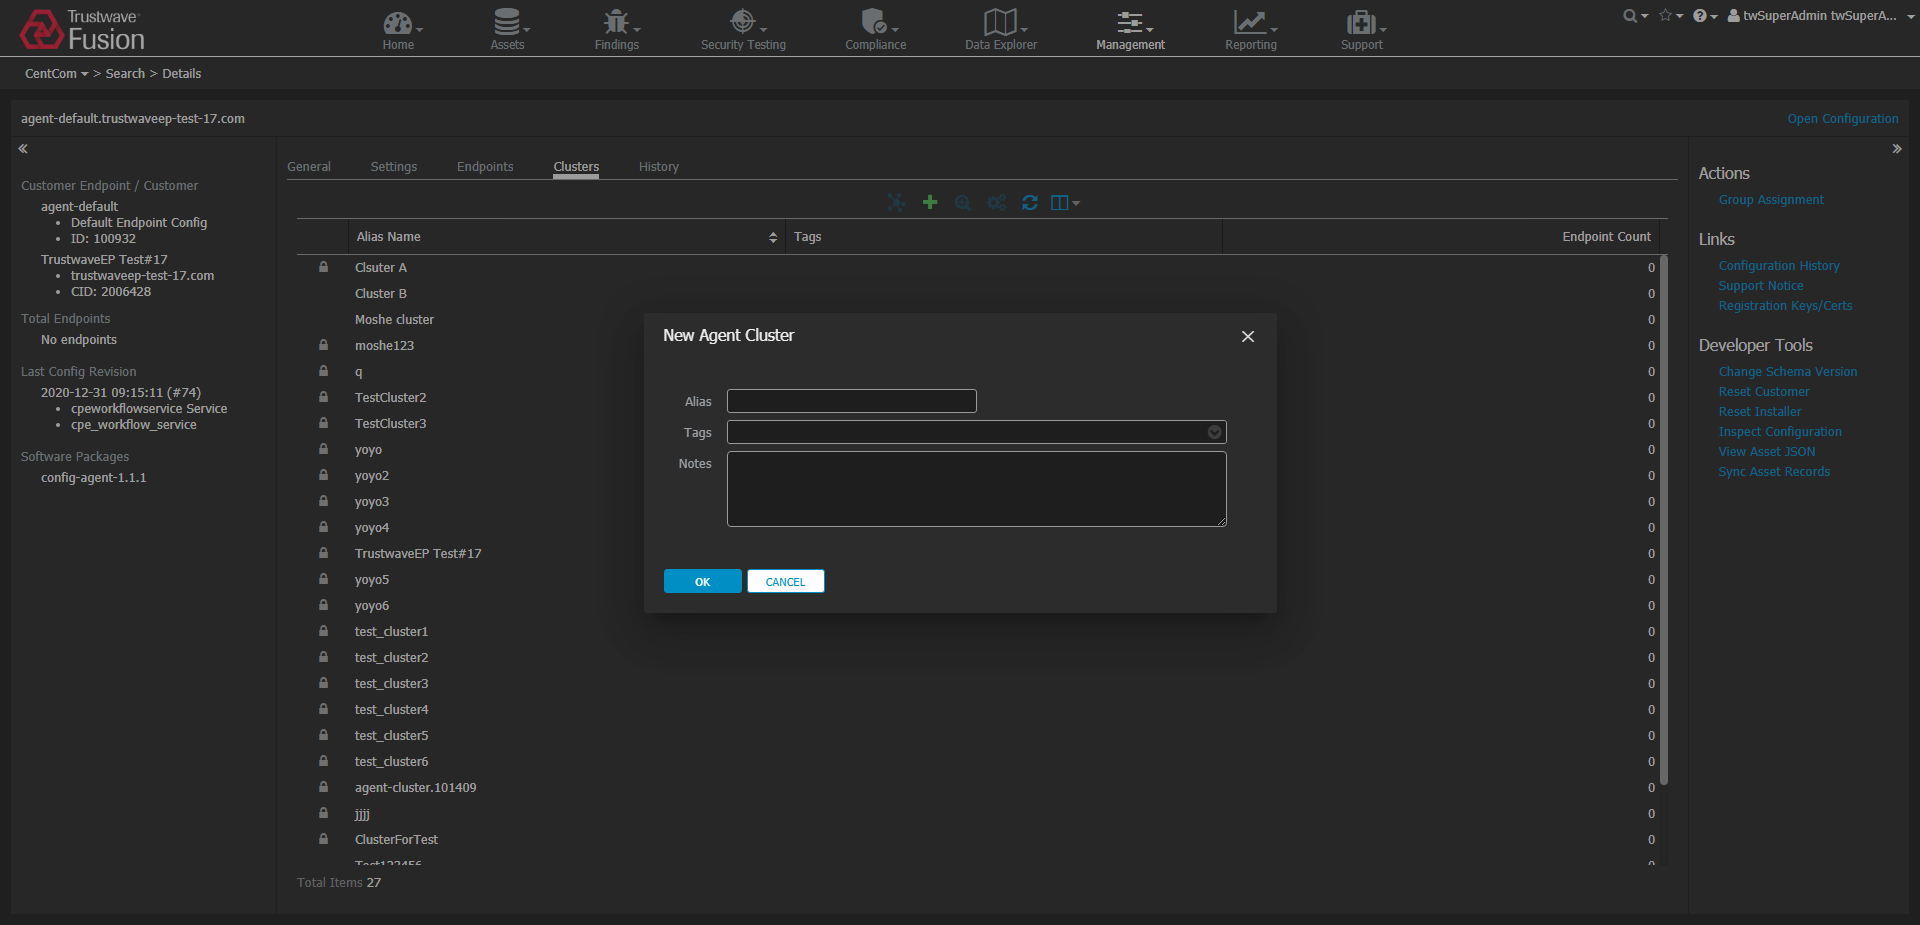 Trustwave
Fusion
Home
Assets
Findings
Security Testing
Compliance
Data Explorer
Management
Reporting
Support
twSuperAdmin twSuperA...
CentCom > Search > Details
agent-default.trustwaveep-test-17.com
Open Configuration
Customer Endpoint / Customer
agent-default
Default Endpoint Config
ID: 100932
TrustwaveEP Test#17
trustwaveep-test-17.com
CID: 2006428
Total Endpoints
No endpoints
Last Config Revision
2020-12-31 09:15:11 (#74)
cpeworkflowservice Service
cpe_workflow_service
Software Packages
config-agent-1.1.1
General Settings Endpoints Clusters History
Alias Name Tags Endpoint Count
Clsuter A 0
Cluster B 0
Moshe cluster 0
moshe123 0
q 0
TestCluster2 0
TestCluster3 0
yoyo 0
yoyo2 0
yoyo3 0
yoyo4 0
TrustwaveEP Test#17 0
yoyo5 0
yoyo6 0
test_cluster1 0
test_cluster2 0
test_cluster3 0
test_cluster4 0
test_cluster5 0
test_cluster6 0
agent-cluster.101409 0
jjjj 0
ClusterForTest 0
Test123456 0
Total Items 27
New Agent Cluster
Alias
Tags
Notes
OK
CANCEL
Actions
Group Assignment
Links
Configuration History
Support Notice
Registration Keys/Certs
Developer Tools
Change Schema Version
Reset Customer
Reset Installer
Inspect Configuration
View Asset JSON
Sync Asset Records